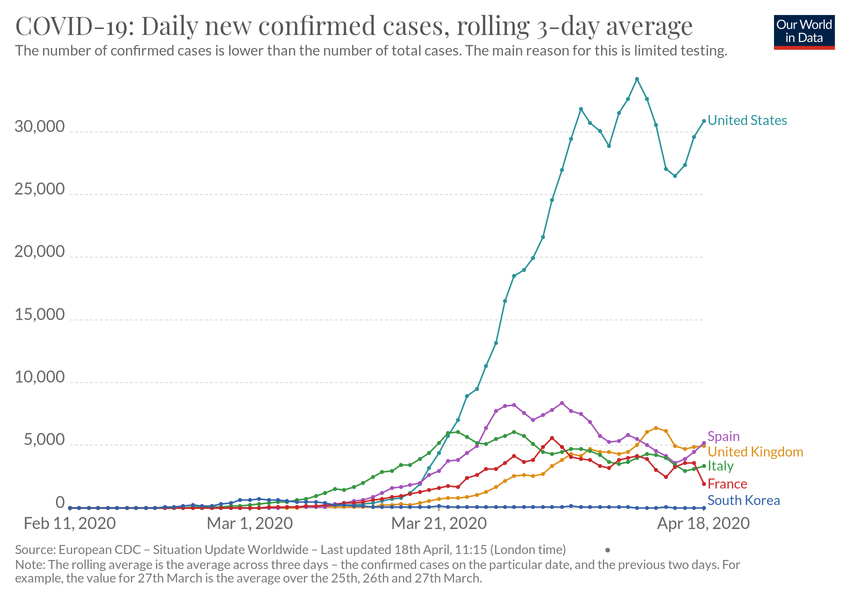 COVID-19: Daily new confirmed cases, rolling 3-day average
Our World
in Data
The number of confirmed cases is lower than the number of total cases. The main reason for this is limited testing.
30,000
United States
25,000
20,000
15,000
10,000
Spain
5,000
United Kingdom
Italy
France
South Korea
0
Feb 11, 2020
Mar 1, 2020
Mar 21, 2020
Apr 18, 2020
Source: European CDC – Situation Update Worldwide – Last updated 18th April, 11:15 (London time)
Note: The rolling average is the average across three days – the confirmed cases on the particular date, and the previous two days. For
example, the value for 27th March is the average over the 25th, 26th and 27th March.